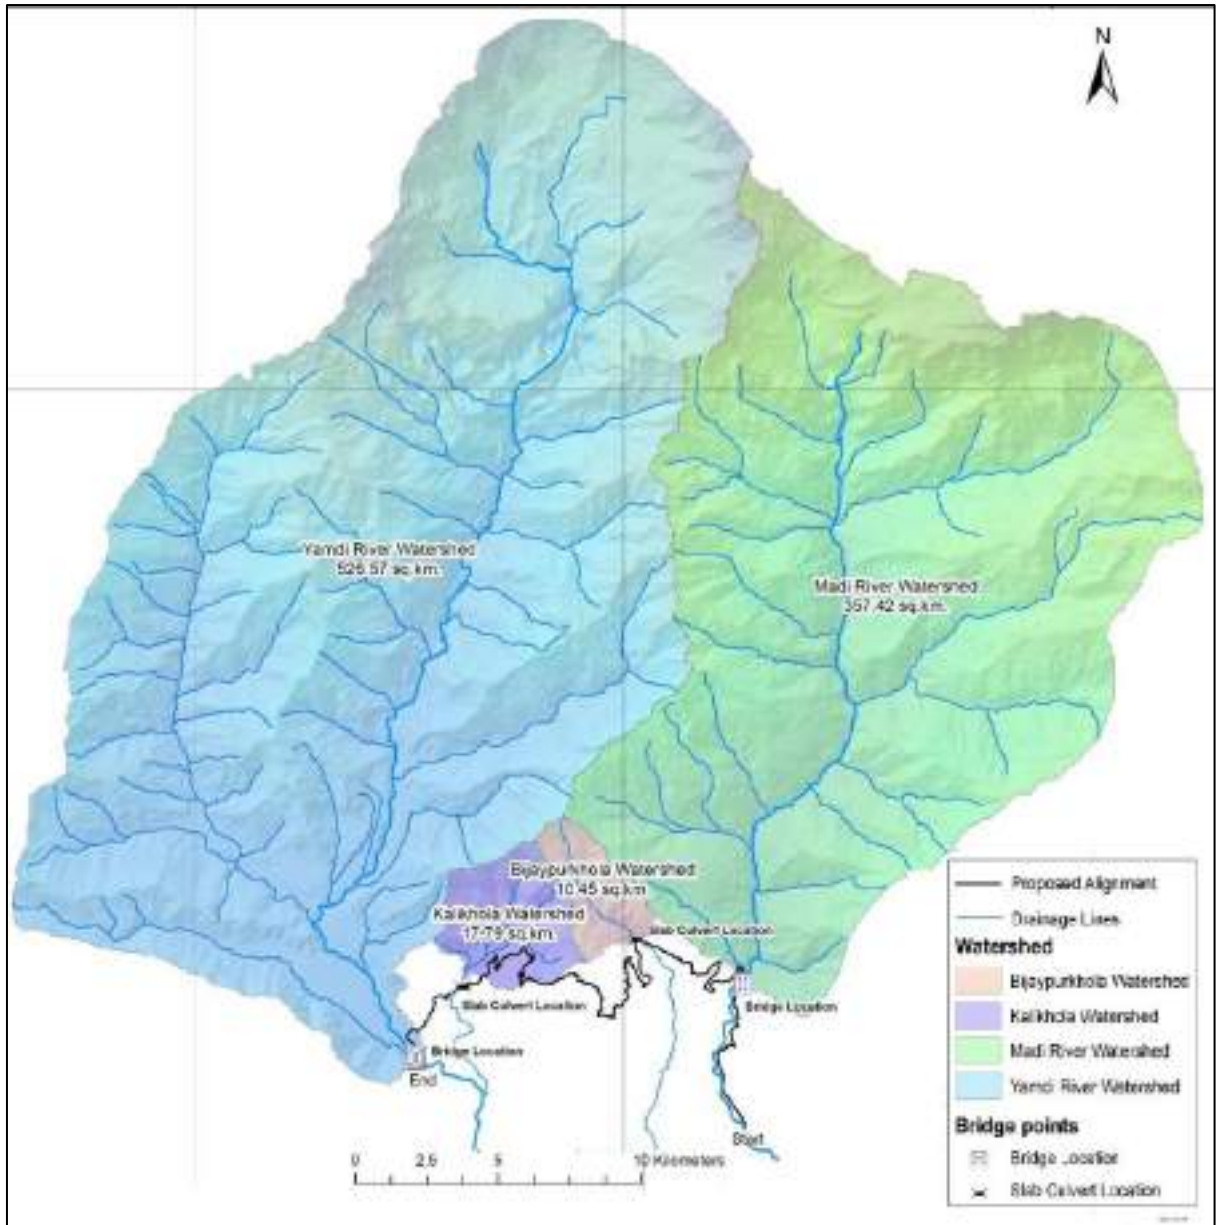 N
Yamdi River Watershed
526.57 sq.km.
Madi River Watershed
357.42 sq.km.
Bijaypurkhola Watershed
10.45 sq.km
Kalikhola Watershed
17.79 sq.km.
Slab Culvert Location
Slab Culvert Location
Bridge Location
Bridge Location
End
Start
0 2.5 5 10 Kilometers
Proposed Alignment
Drainage Lines
Watershed
Bijaypurkhola Watershed
Kalikhola Watershed
Madi River Watershed
Yamdi River Watershed
Bridge points
Bridge Location
Slab Culvert Location